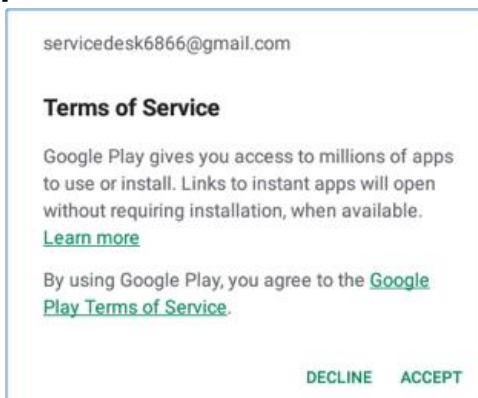 servicedesk6866@gmail.com
Terms of Service
Google Play gives you access to millions of apps
to use or install. Links to instant apps will open
without requiring installation, when available.
Learn more
By using Google Play, you agree to the Google
Play Terms of Service.
DECLINE ACCEPT